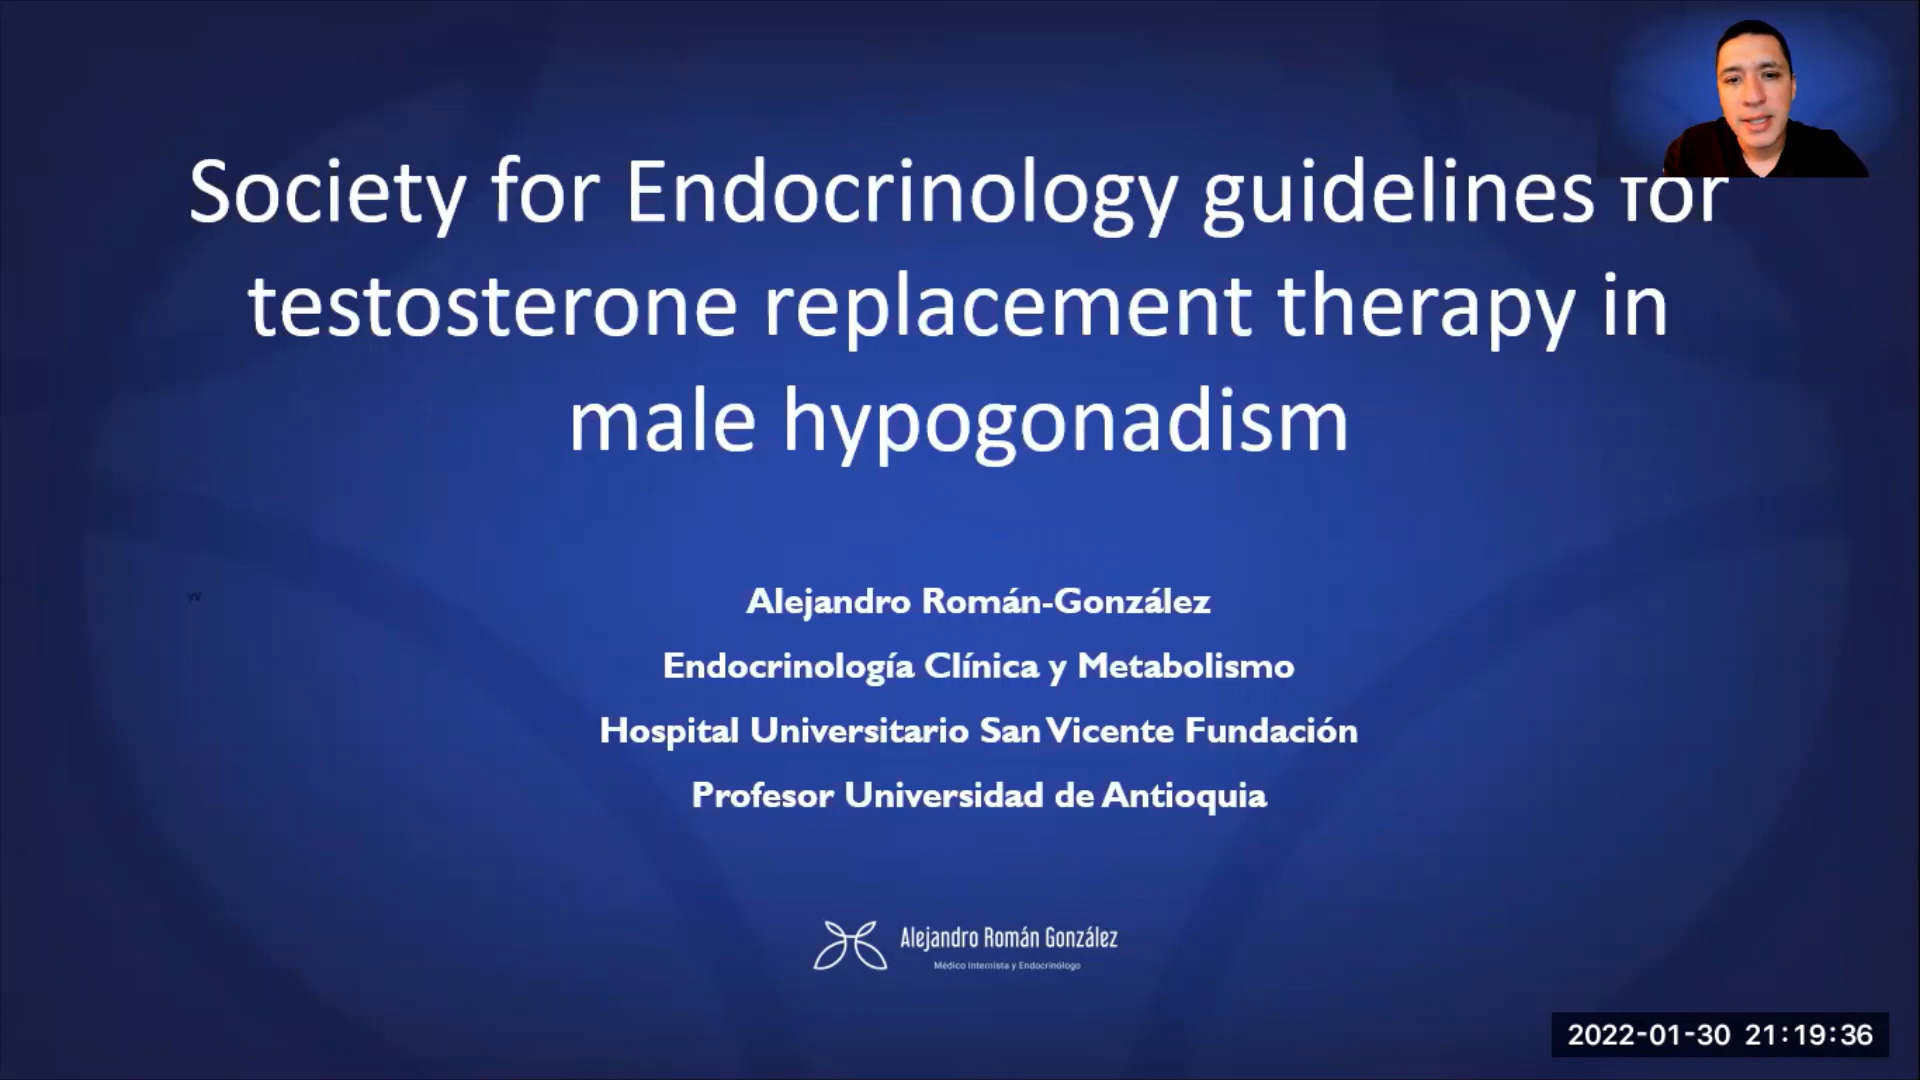 Society for Endocrinology guidelines for
testosterone replacement therapy in
male hypogonadism
Alejandro Román-González
Endocrinología Clínica y Metabolismo
Hospital Universitario San Vicente Fundación
Profesor Universidad de Antioquia
Alejandro Román González
Médico Internista y Endocrinólogo
2022-01-30 21:19:36